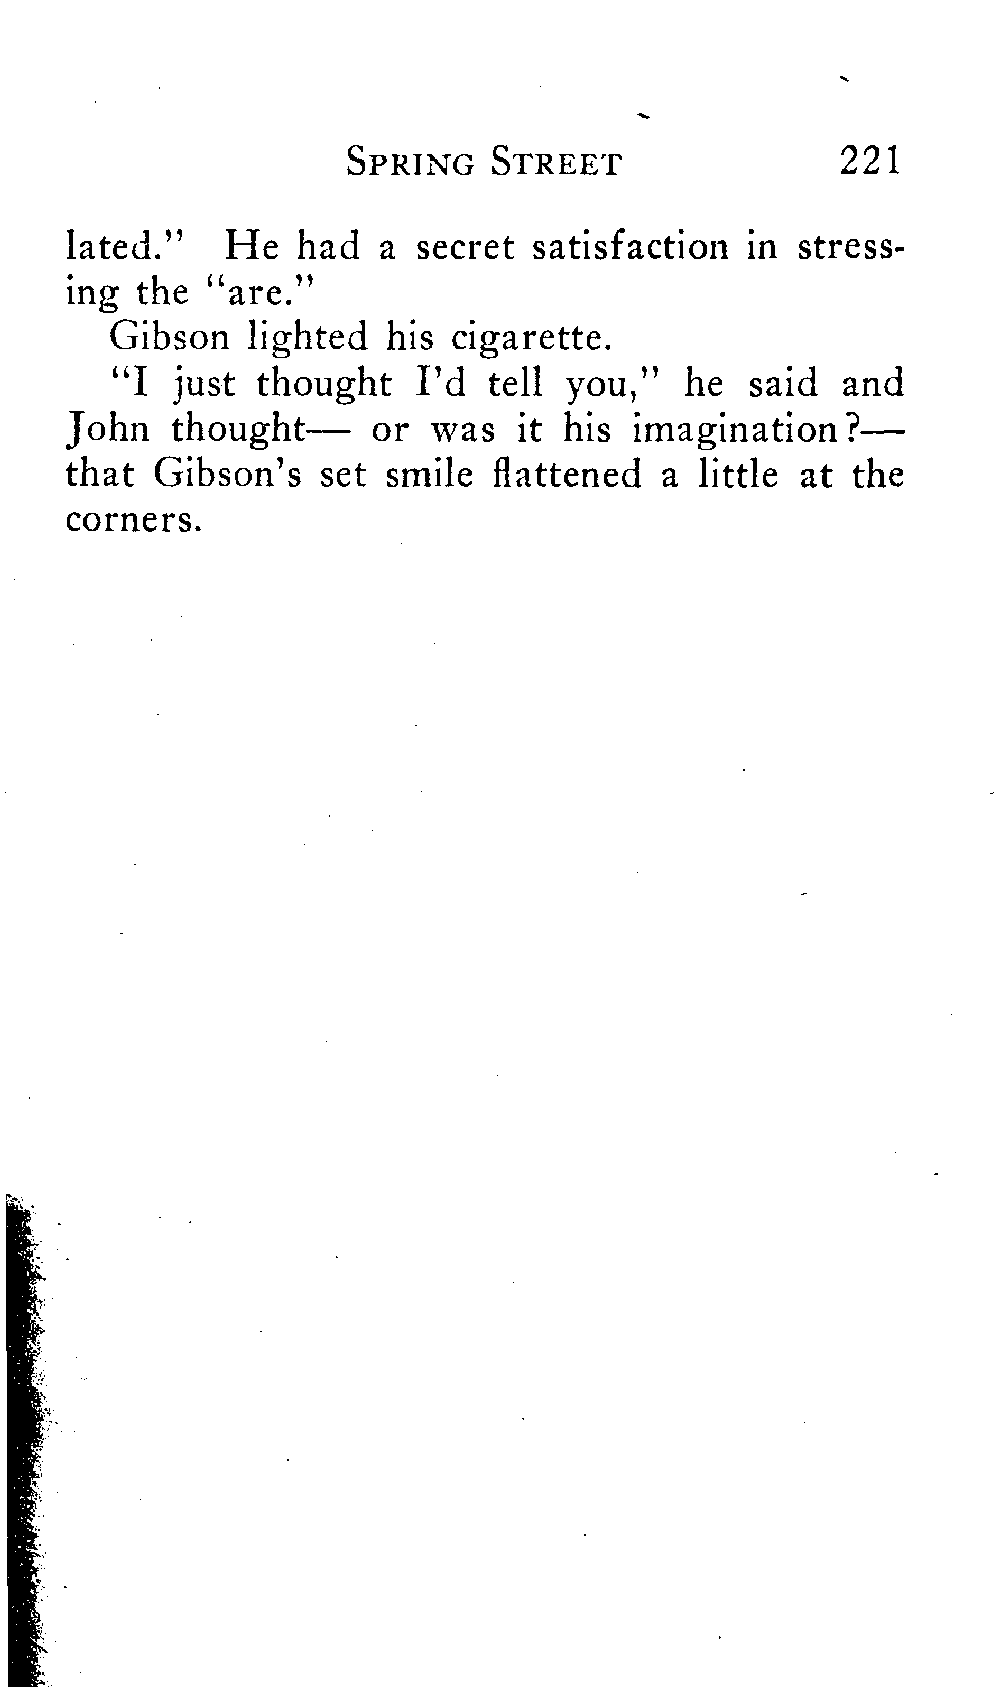 SPRING STREET 221
lated." He had a secret satisfaction in stress-
ing the "are."
Gibson lighted his cigarette.
"I just thought I'd tell you," he said and
John thought— or was it his imagination?—
that Gibson's set smile flattened a little at the
corners.